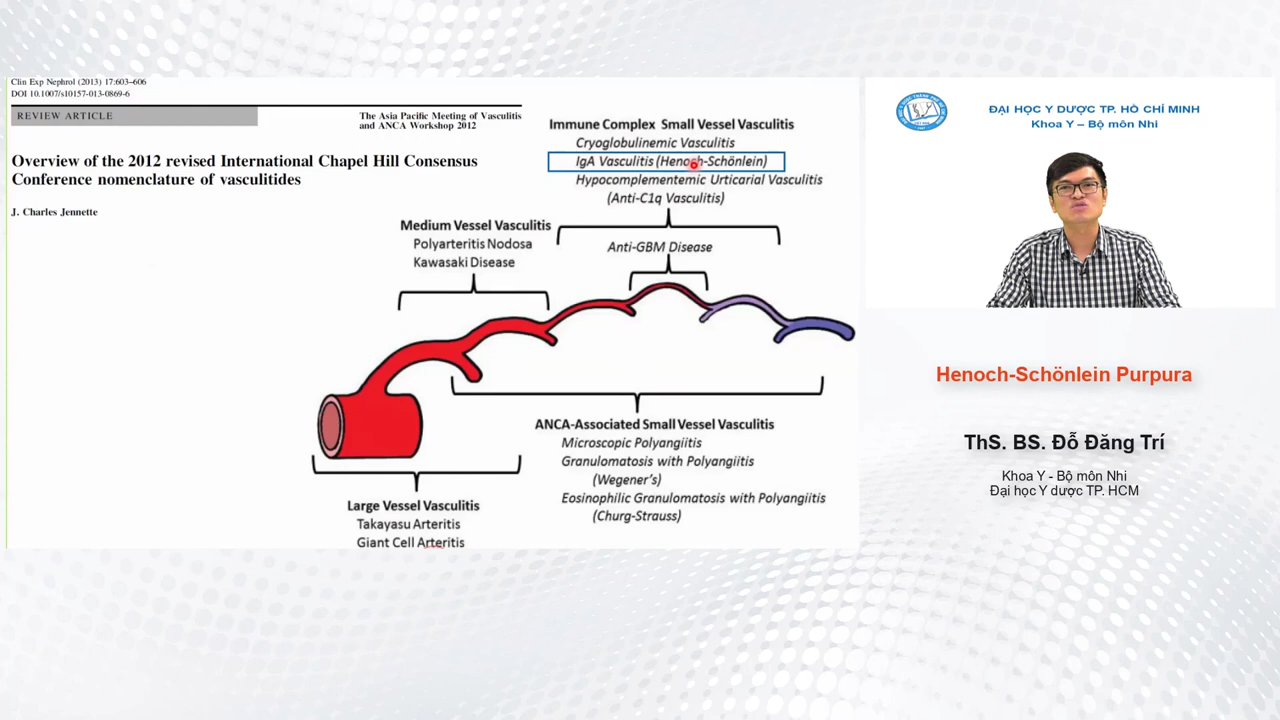 Clin Exp Nephrol (2013) 17:603–606
DOI 10.1007/s10157-013-0869-6
REVIEW ARTICLE
The Asia Pacific Meeting of Vasculitis
and ANCA Workshop 2012
Overview of the 2012 revised International Chapel Hill Consensus
Conference nomenclature of vasculitides
J. Charles Jennette
Immune Complex Small Vessel Vasculitis
Cryoglobulinemic Vasculitis
IgA Vasculitis (Henoch-Schönlein)
Hypocomplementemic Urticarial Vasculitis
(Anti-C1q Vasculitis)
Medium Vessel Vasculitis
Polyarteritis Nodosa
Kawasaki Disease
Anti-GBM Disease
ANCA-Associated Small Vessel Vasculitis
Microscopic Polyangiitis
Granulomatosis with Polyangiitis
(Wegener’s)
Eosinophilic Granulomatosis with Polyangiitis
(Churg-Strauss)
Large Vessel Vasculitis
Takayasu Arteritis
Giant Cell Arteritis
ĐẠI HỌC Y DƯỢC TP. HỒ CHÍ MINH
Khoa Y – Bộ môn Nhi
Henoch-Schönlein Purpura
ThS. BS. Đỗ Đăng Trí
Khoa Y - Bộ môn Nhi
Đại học Y dược TP. HCM